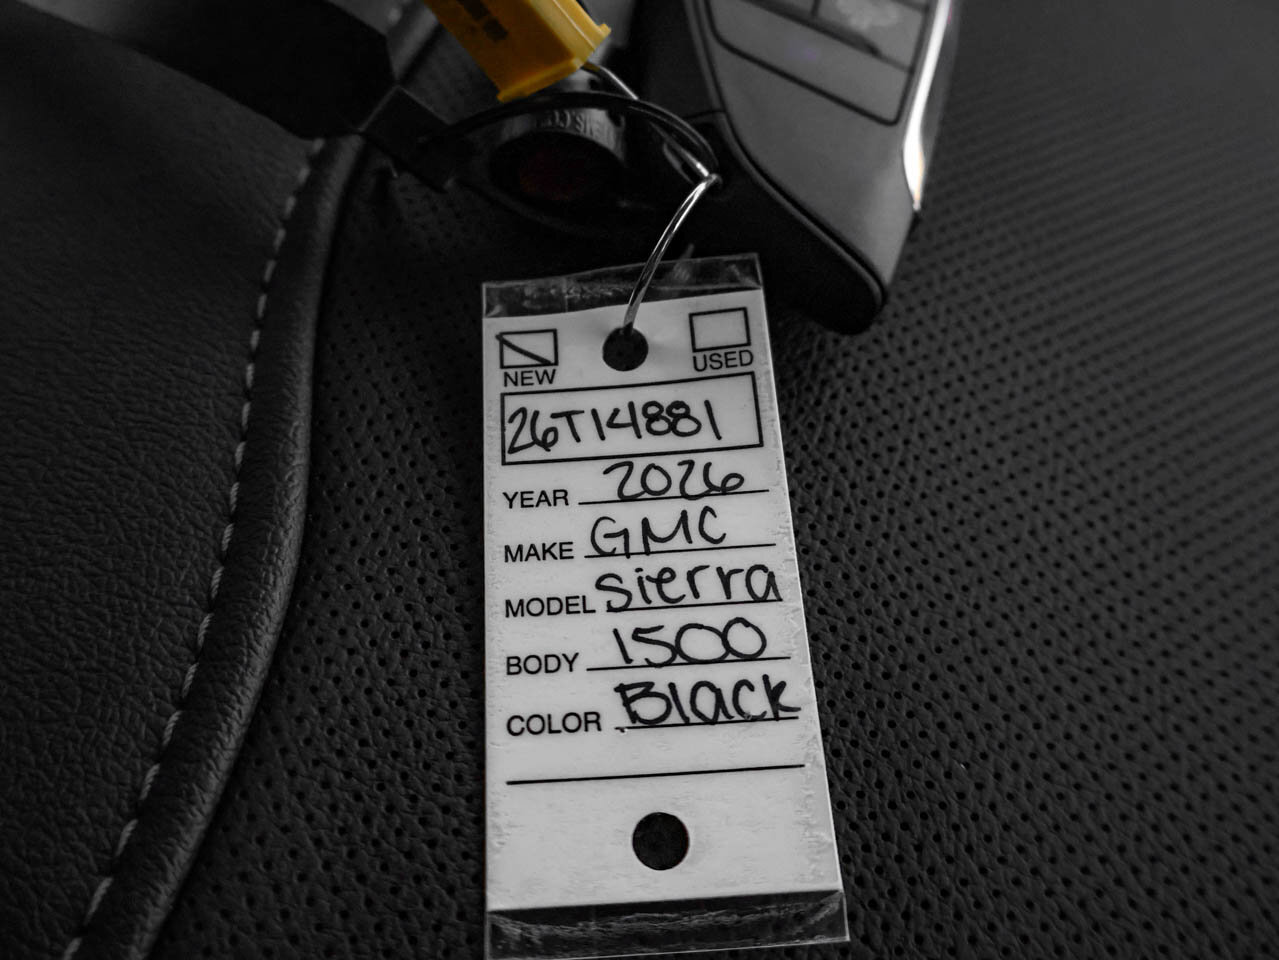 NEW USED
26T14881
YEAR 2026
MAKE GMC
MODEL Sierra
BODY 1500
COLOR Black